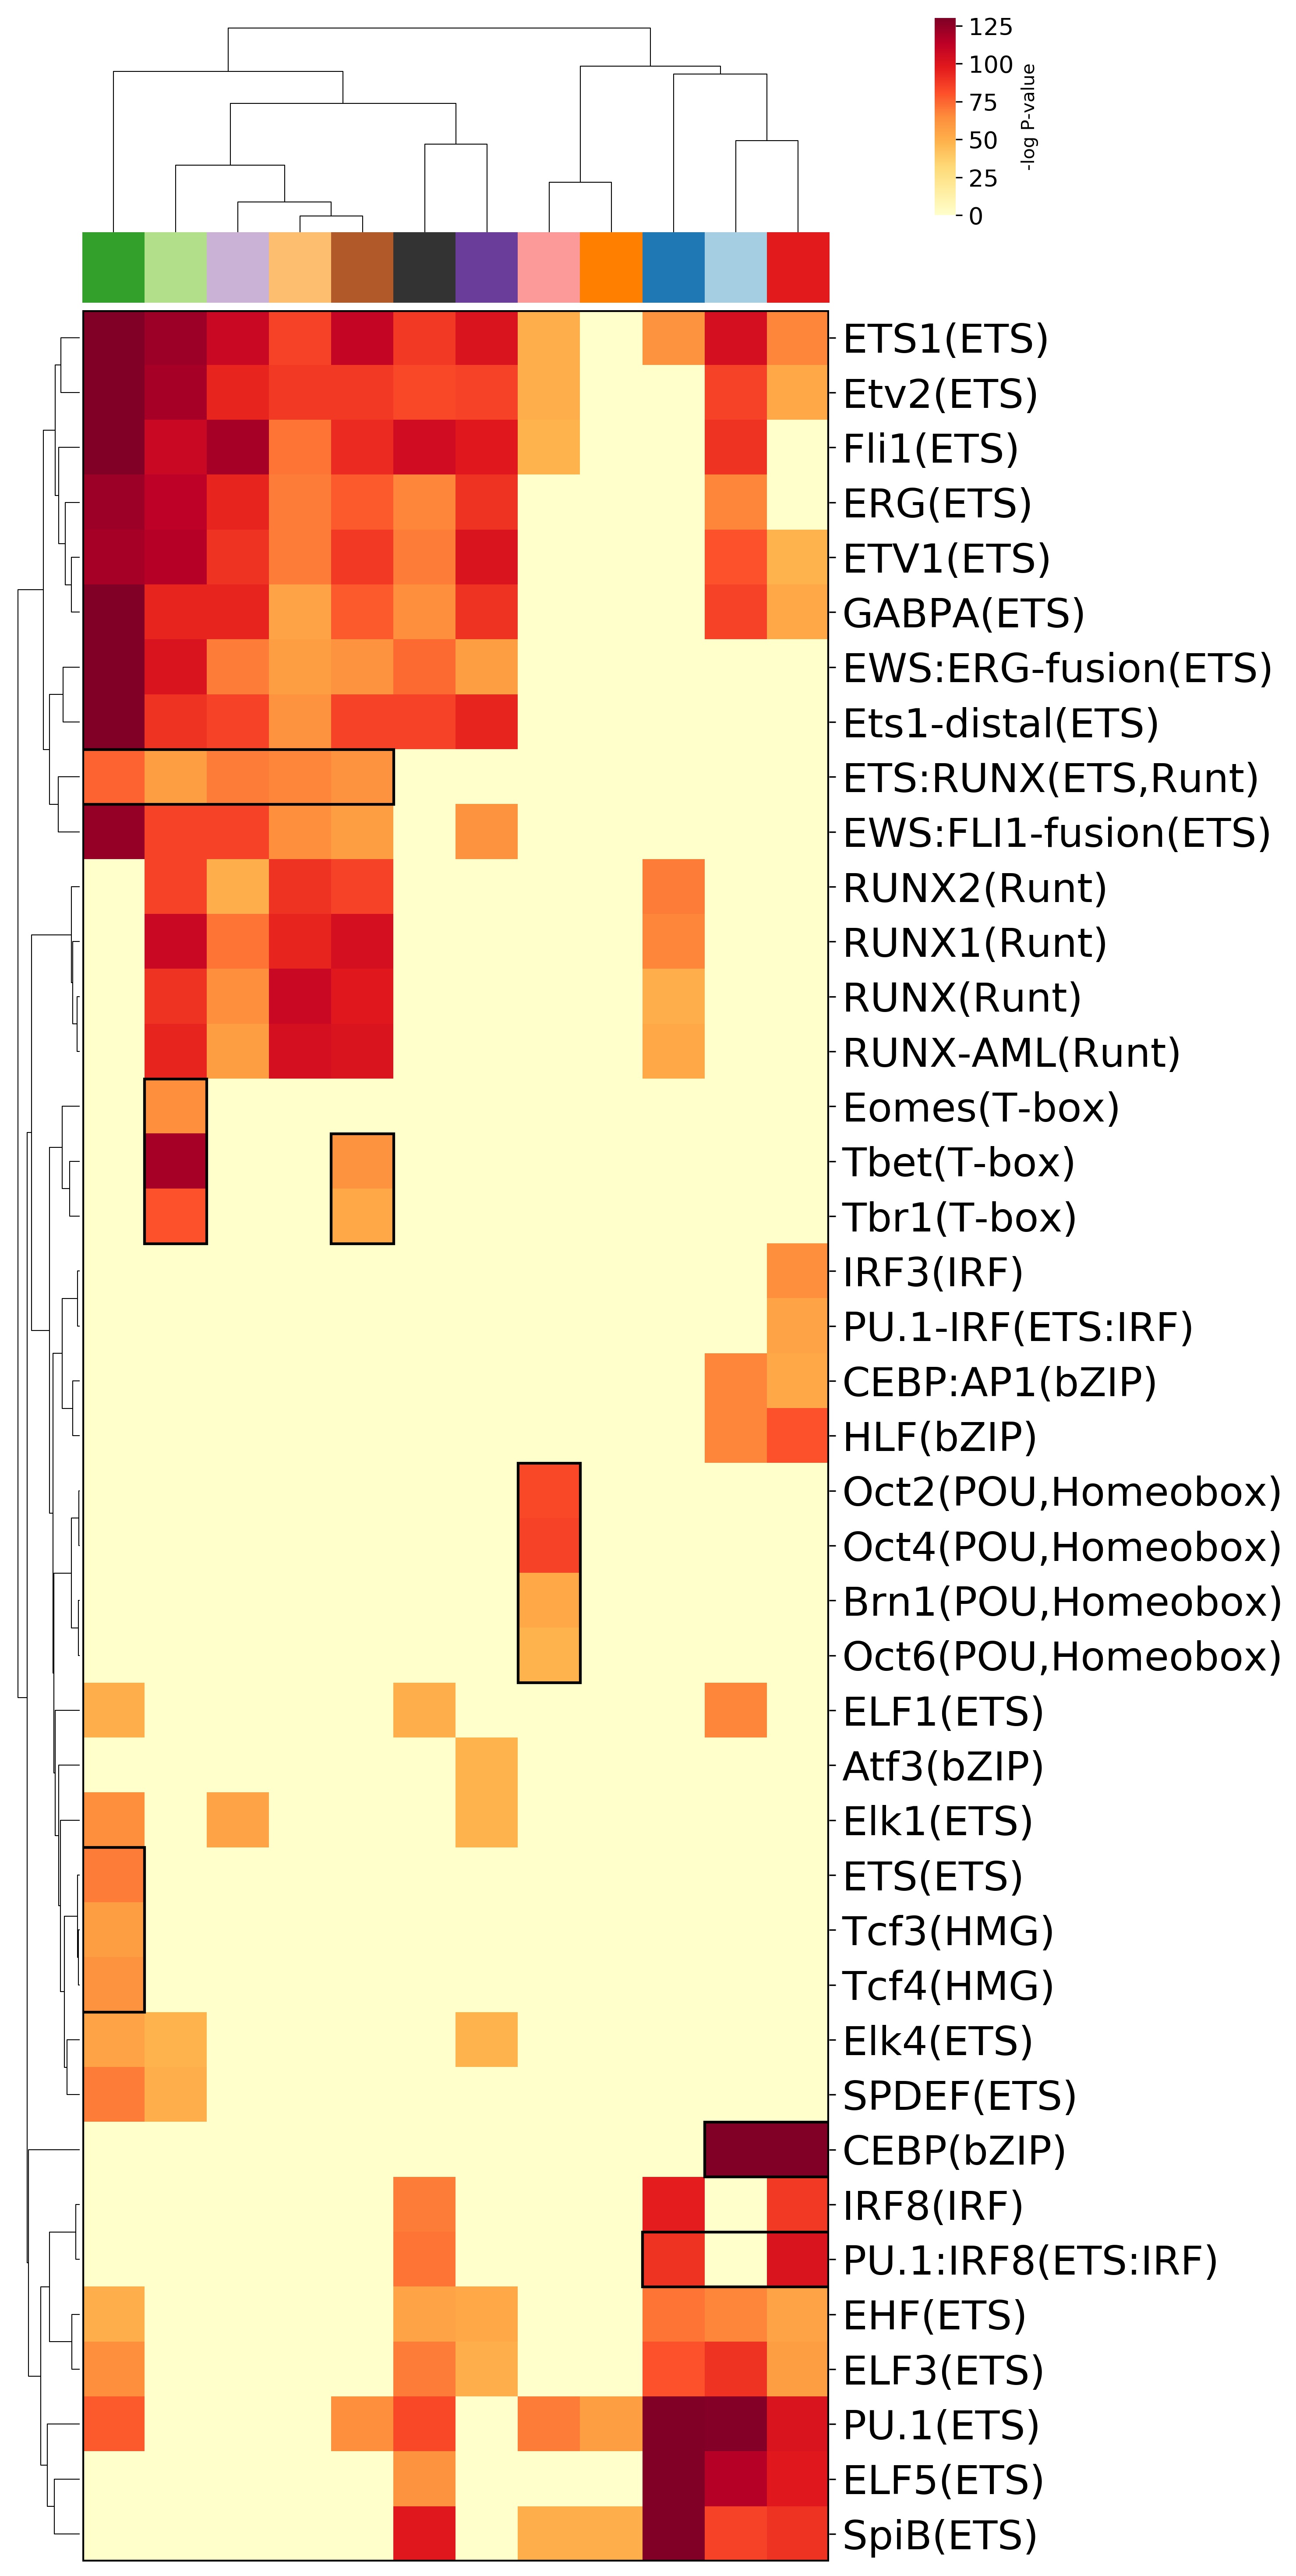 125
100
75
50
25
0
-log P-value
ETS1(ETS)
Etv2(ETS)
Fli1(ETS)
ERG(ETS)
ETV1(ETS)
GABPA(ETS)
EWS:ERG-fusion(ETS)
Ets1-distal(ETS)
ETS:RUNX(ETS,Runt)
EWS:FLI1-fusion(ETS)
RUNX2(Runt)
RUNX1(Runt)
RUNX(Runt)
RUNX-AML(Runt)
Eomes(T-box)
Tbet(T-box)
Tbr1(T-box)
IRF3(IRF)
PU.1-IRF(ETS:IRF)
CEBP:AP1(bZIP)
HLF(bZIP)
Oct2(POU,Homeobox)
Oct4(POU,Homeobox)
Brn1(POU,Homeobox)
Oct6(POU,Homeobox)
ELF1(ETS)
Atf3(bZIP)
Elk1(ETS)
ETS(ETS)
Tcf3(HMG)
Tcf4(HMG)
Elk4(ETS)
SPDEF(ETS)
CEBP(bZIP)
IRF8(IRF)
PU.1:IRF8(ETS:IRF)
EHF(ETS)
ELF3(ETS)
PU.1(ETS)
ELF5(ETS)
SpiB(ETS)